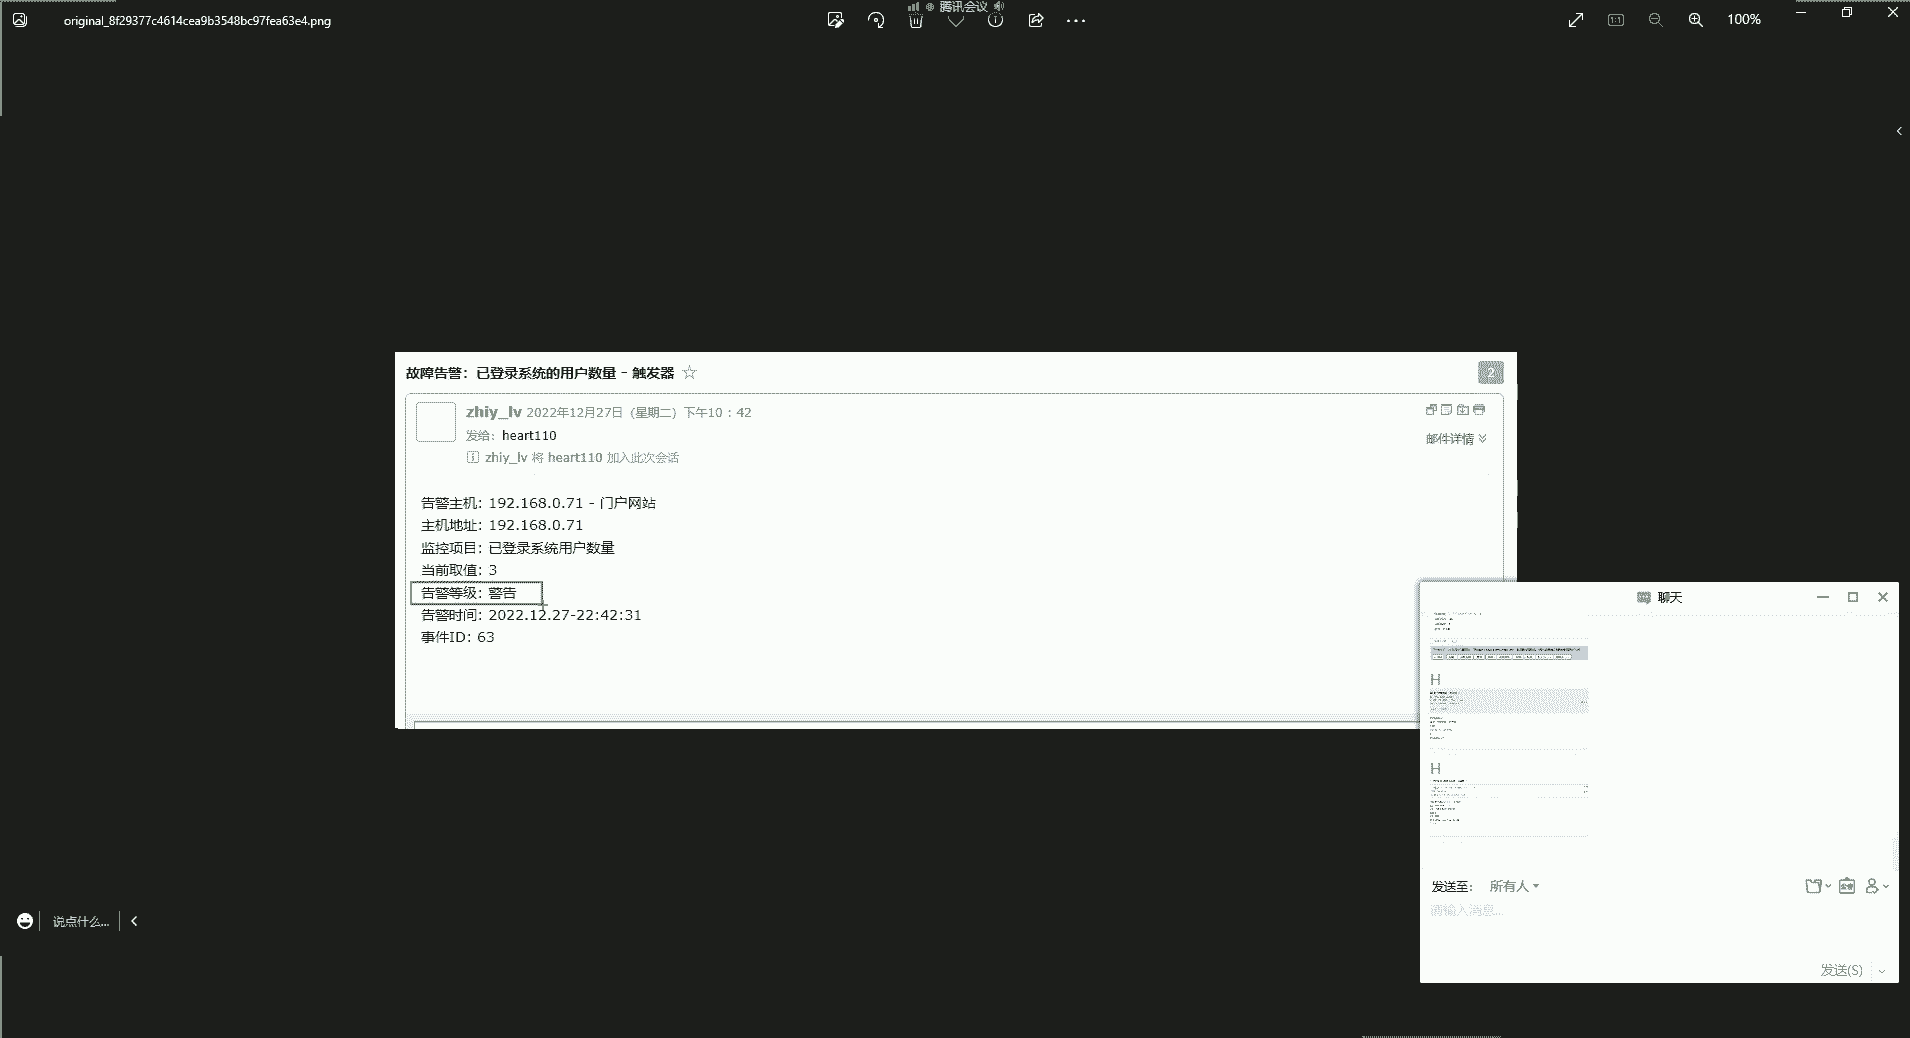 腾讯会议
original_8f29377c4614cea9b3548bc97fea63e4.png
1:1
100%
故障告警：已登录系统的用户数量 - 触发器
2
zhiy_lv 2022年12月27日（星期二）下午10：42
发给：heart110
邮件详情
zhiy_lv 将 heart110 加入此次会话
告警主机：192.168.0.71 - 门户网站
主机地址：192.168.0.71
监控项目：已登录系统用户数量
当前取值：3
告警等级：警告
告警时间：2022.12.27-22:42:31
事件ID：63
聊天
H
H
发送至： 所有人
请输入消息...
说点什么...
发送(S)